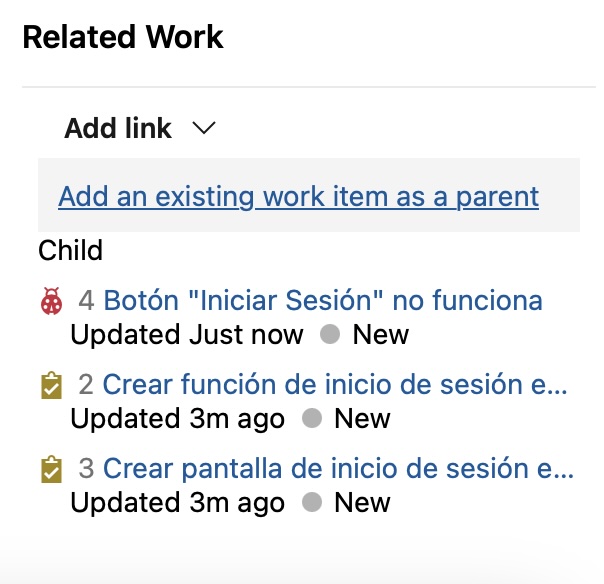 Related Work
Add link
Add an existing work item as a parent
Child
4 Botón "Iniciar Sesión" no funciona
Updated Just now New
2 Crear función de inicio de sesión e...
Updated 3m ago New
3 Crear pantalla de inicio de sesión e...
Updated 3m ago New